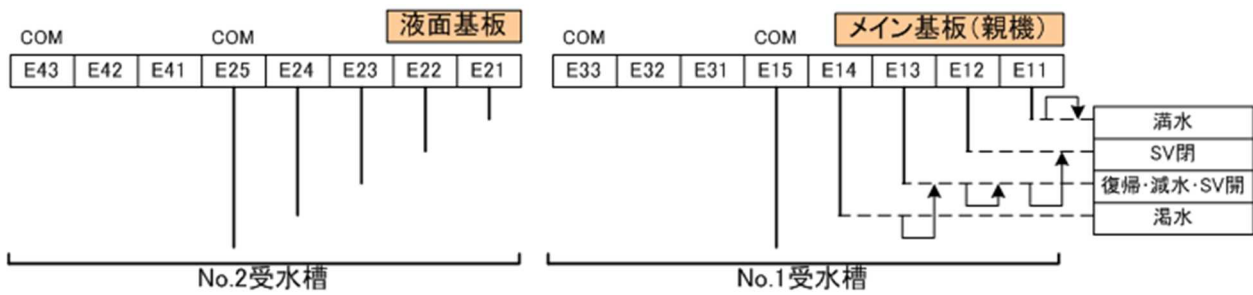 液面基板
COM COM
E43 E42 E41 E25 E24 E23 E22 E21
No.2受水槽
メイン基板(親機)
COM COM
E33 E32 E31 E15 E14 E13 E12 E11
満水
SV閉
復帰・減水・SV開
渇水
No.1受水槽